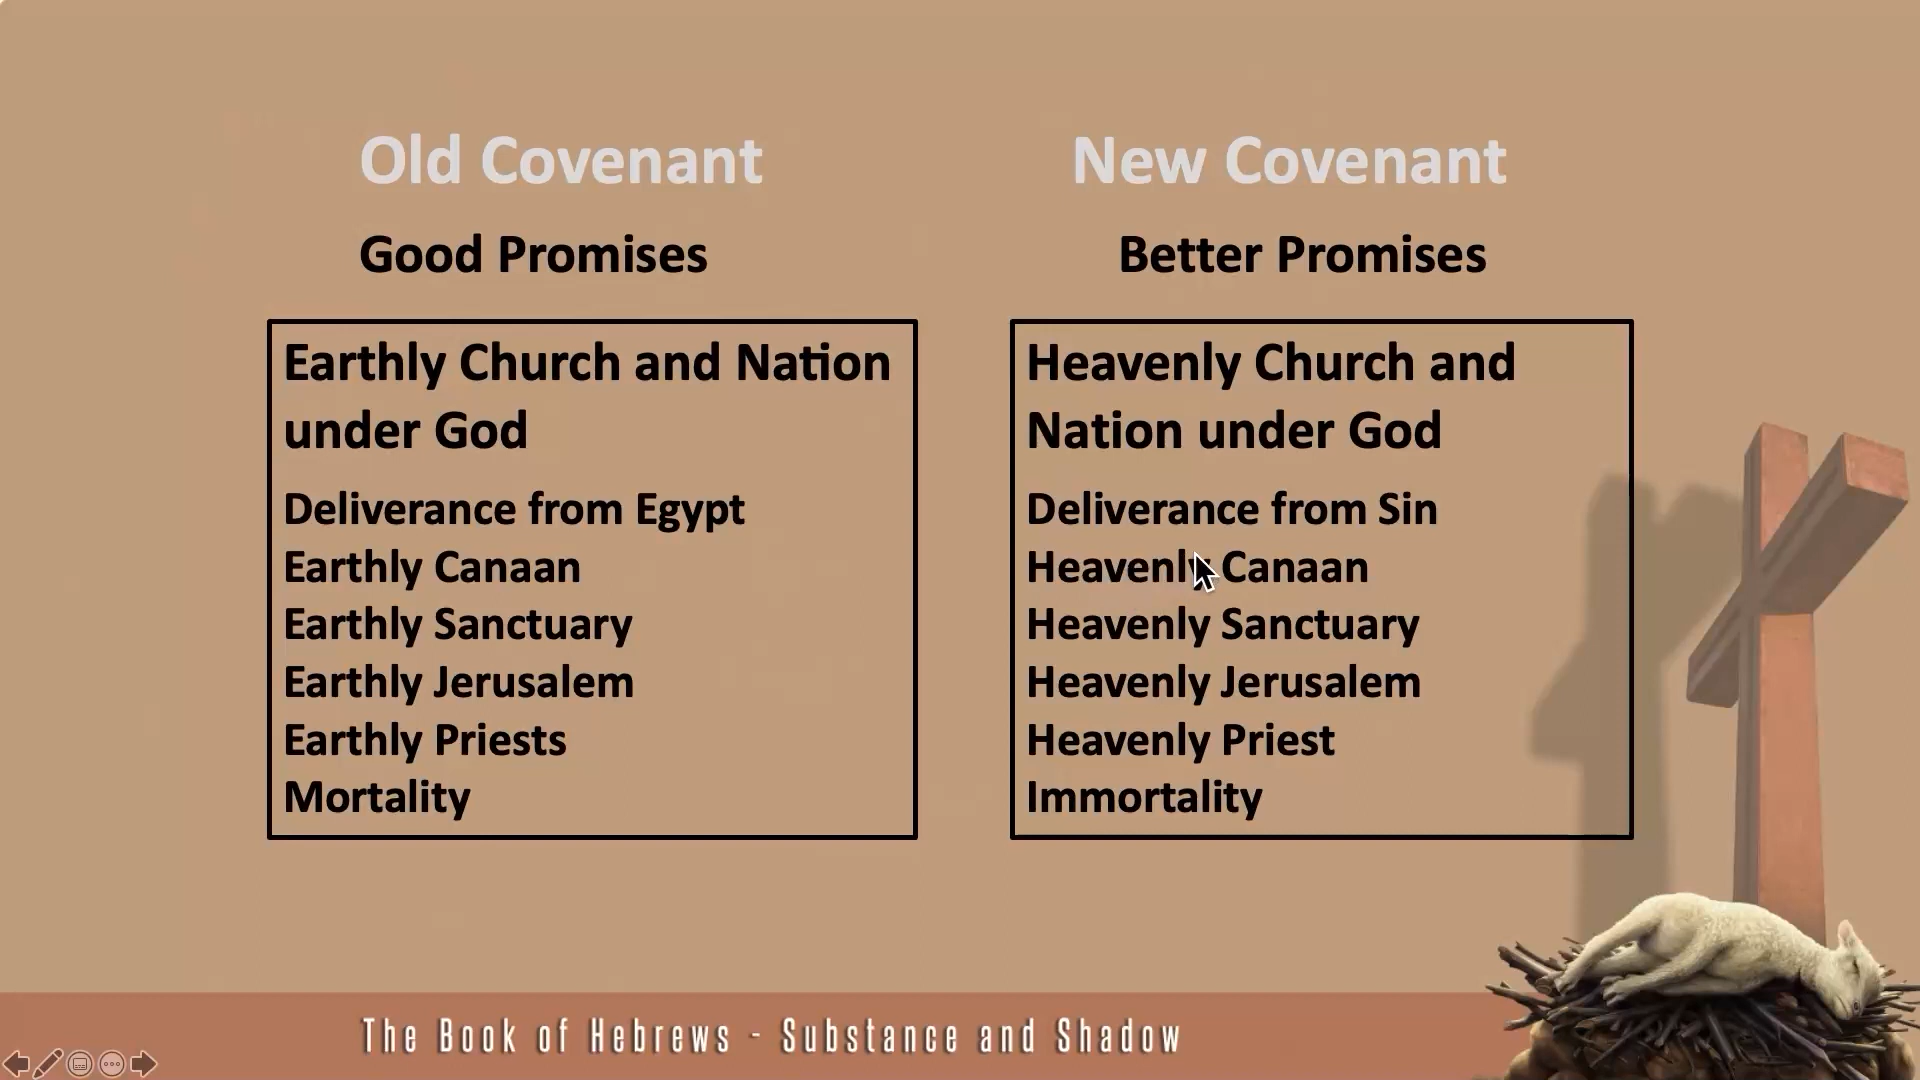 Old Covenant
Good Promises
Earthly Church and Nation
under God
Deliverance from Egypt
Earthly Canaan
Earthly Sanctuary
Earthly Jerusalem
Earthly Priests
Mortality
New Covenant
Better Promises
Heavenly Church and
Nation under God
Deliverance from Sin
Heavenly Canaan
Heavenly Sanctuary
Heavenly Jerusalem
Heavenly Priest
Immortality
The Book of Hebrews - Substance and Shadow